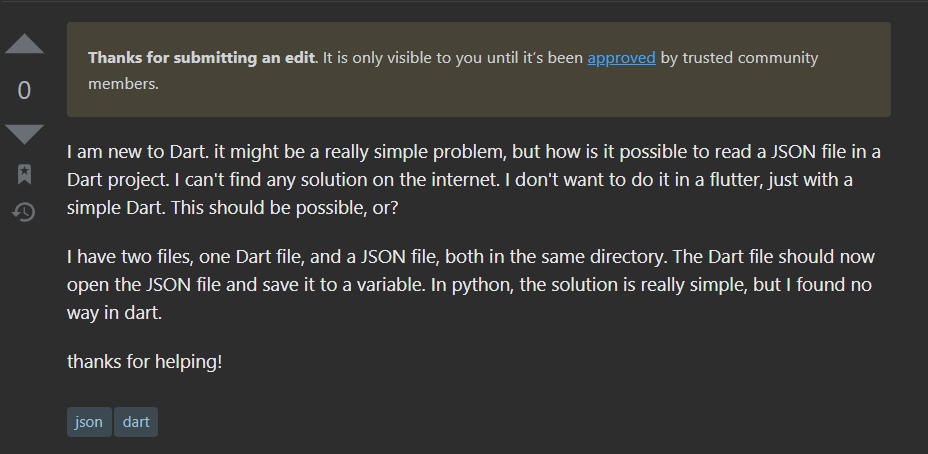 Thanks for submitting an edit. It is only visible to you until it’s been approved by trusted community
members.
0
I am new to Dart. it might be a really simple problem, but how is it possible to read a JSON file in a
Dart project. I can't find any solution on the internet. I don't want to do it in a flutter, just with a
simple Dart. This should be possible, or?
I have two files, one Dart file, and a JSON file, both in the same directory. The Dart file should now
open the JSON file and save it to a variable. In python, the solution is really simple, but I found no
way in dart.
thanks for helping!
json dart